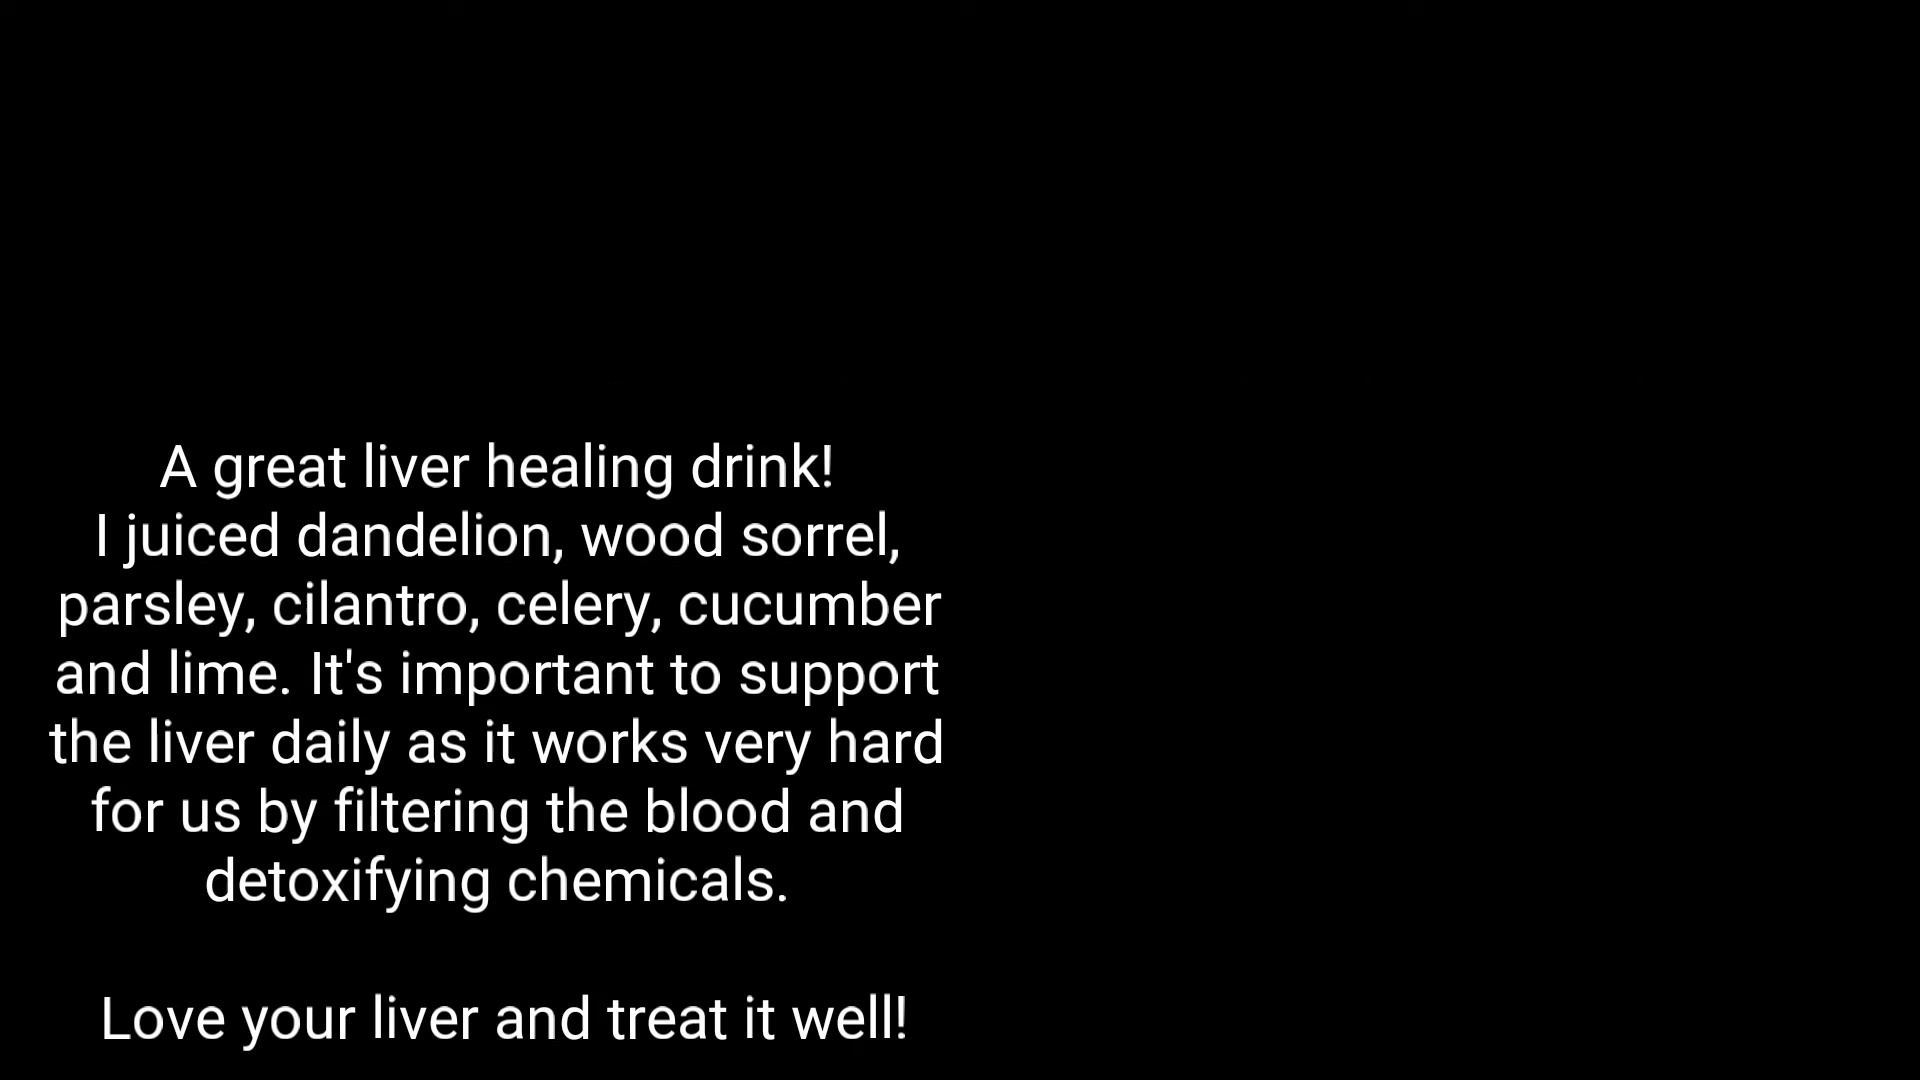 A great liver healing drink!
I juiced dandelion, wood sorrel,
parsley, cilantro, celery, cucumber
and lime. It's important to support
the liver daily as it works very hard
for us by filtering the blood and
detoxifying chemicals.
Love your liver and treat it well!